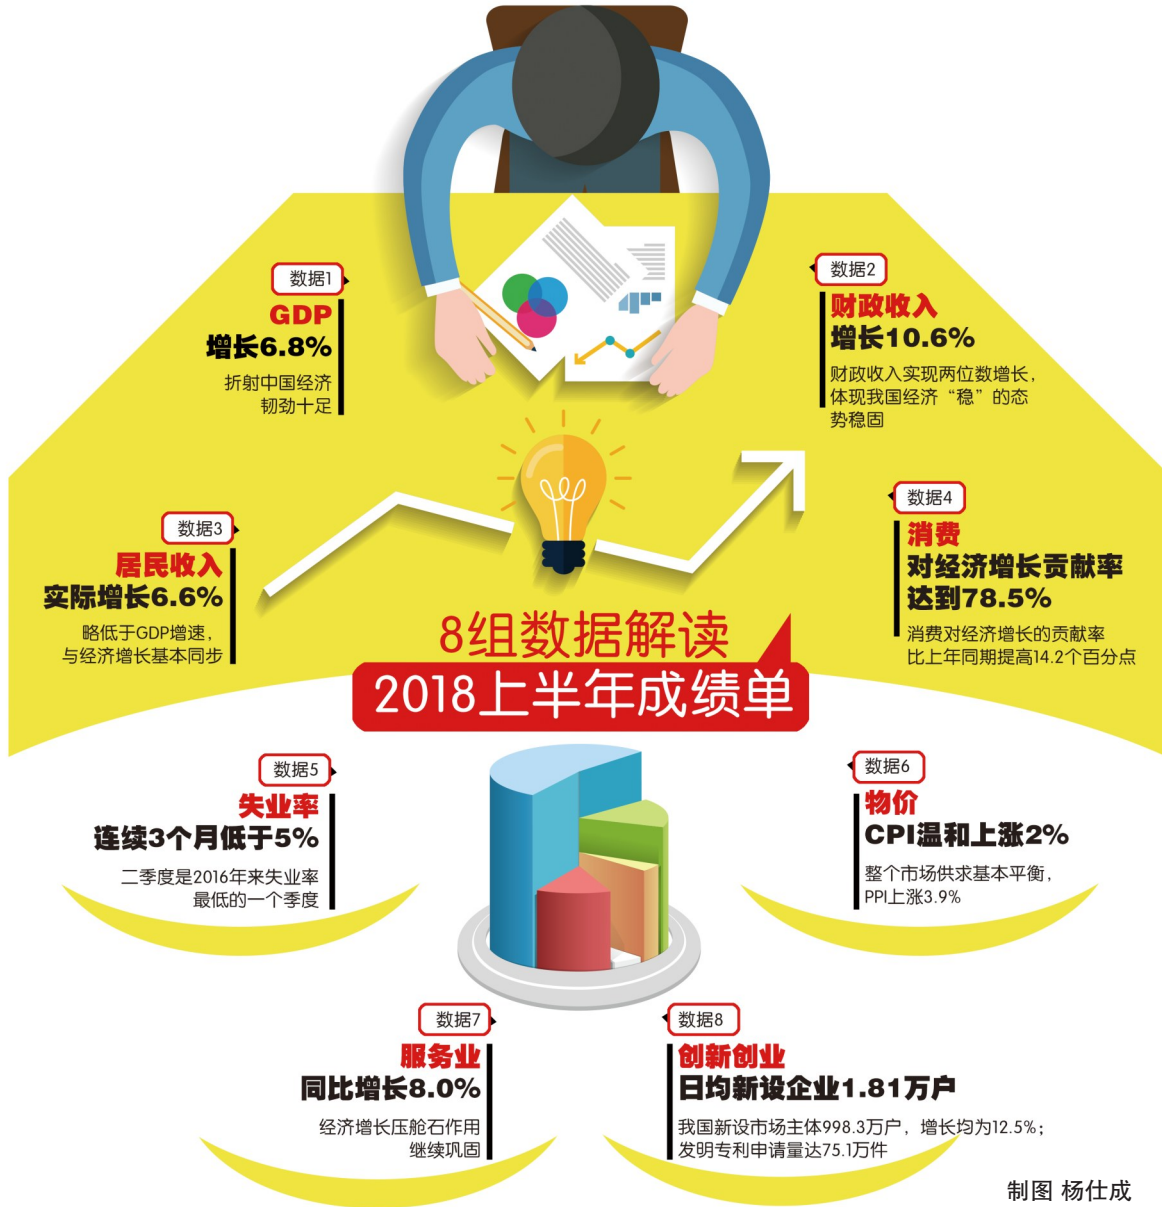 数据1
GDP
增长6.8%
折射中国经济
韧劲十足
数据2
财政收入
增长10.6%
财政收入实现两位数增长，
体现我国经济“稳”的态
势稳固
数据3
居民收入
实际增长6.6%
略低于GDP增速，
与经济增长基本同步
数据4
消费
对经济增长贡献率
达到78.5%
消费对经济增长的贡献率
比上年同期提高14.2个百分点
8组数据解读
2018上半年成绩单
数据5
失业率
连续3个月低于5%
二季度是2016年来失业率
最低的一个季度
数据6
物价
CPI温和上涨2%
整个市场供求基本平衡，
PPI上涨3.9%
数据7
服务业
同比增长8.0%
经济增长压舱石作用
继续巩固
数据8
创新创业
日均新设企业1.81万户
我国新设市场主体998.3万户，增长均为12.5%；
发明专利申请量达75.1万件
制图 杨仕成